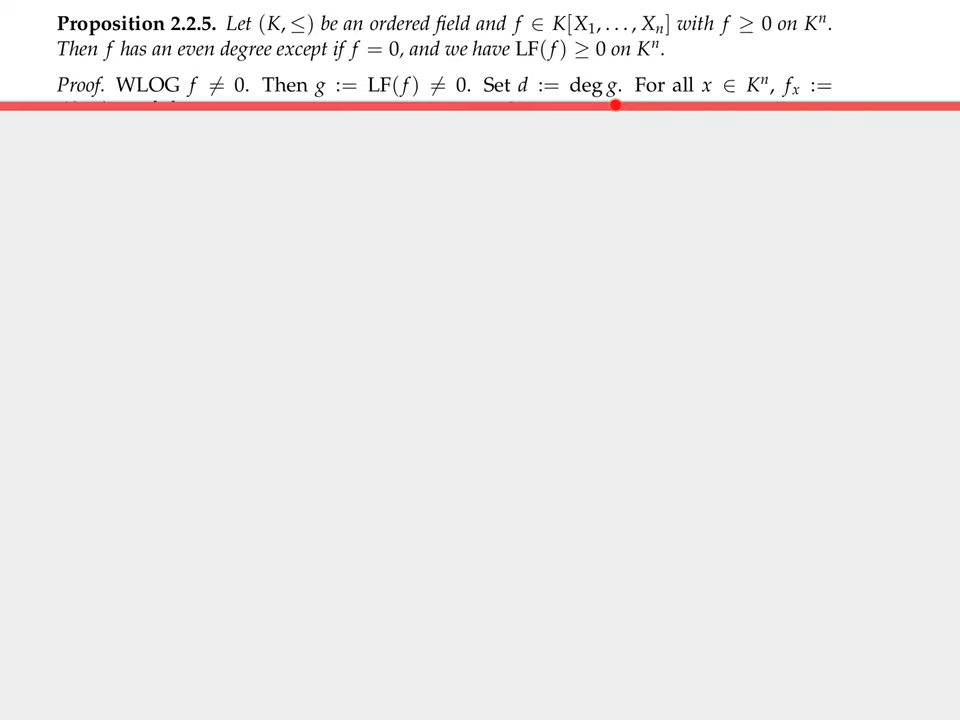 Proposition 2.2.5. Let (K, ≤) be an ordered field and f ∈ K[X₁, . . . , Xₙ] with f ≥ 0 on Kⁿ.
Then f has an even degree except if f = 0, and we have LF(f) ≥ 0 on Kⁿ.
Proof. WLOG f ≠ 0. Then g := LF(f) ≠ 0. Set d := deg g. For all x ∈ Kⁿ, fₓ :=